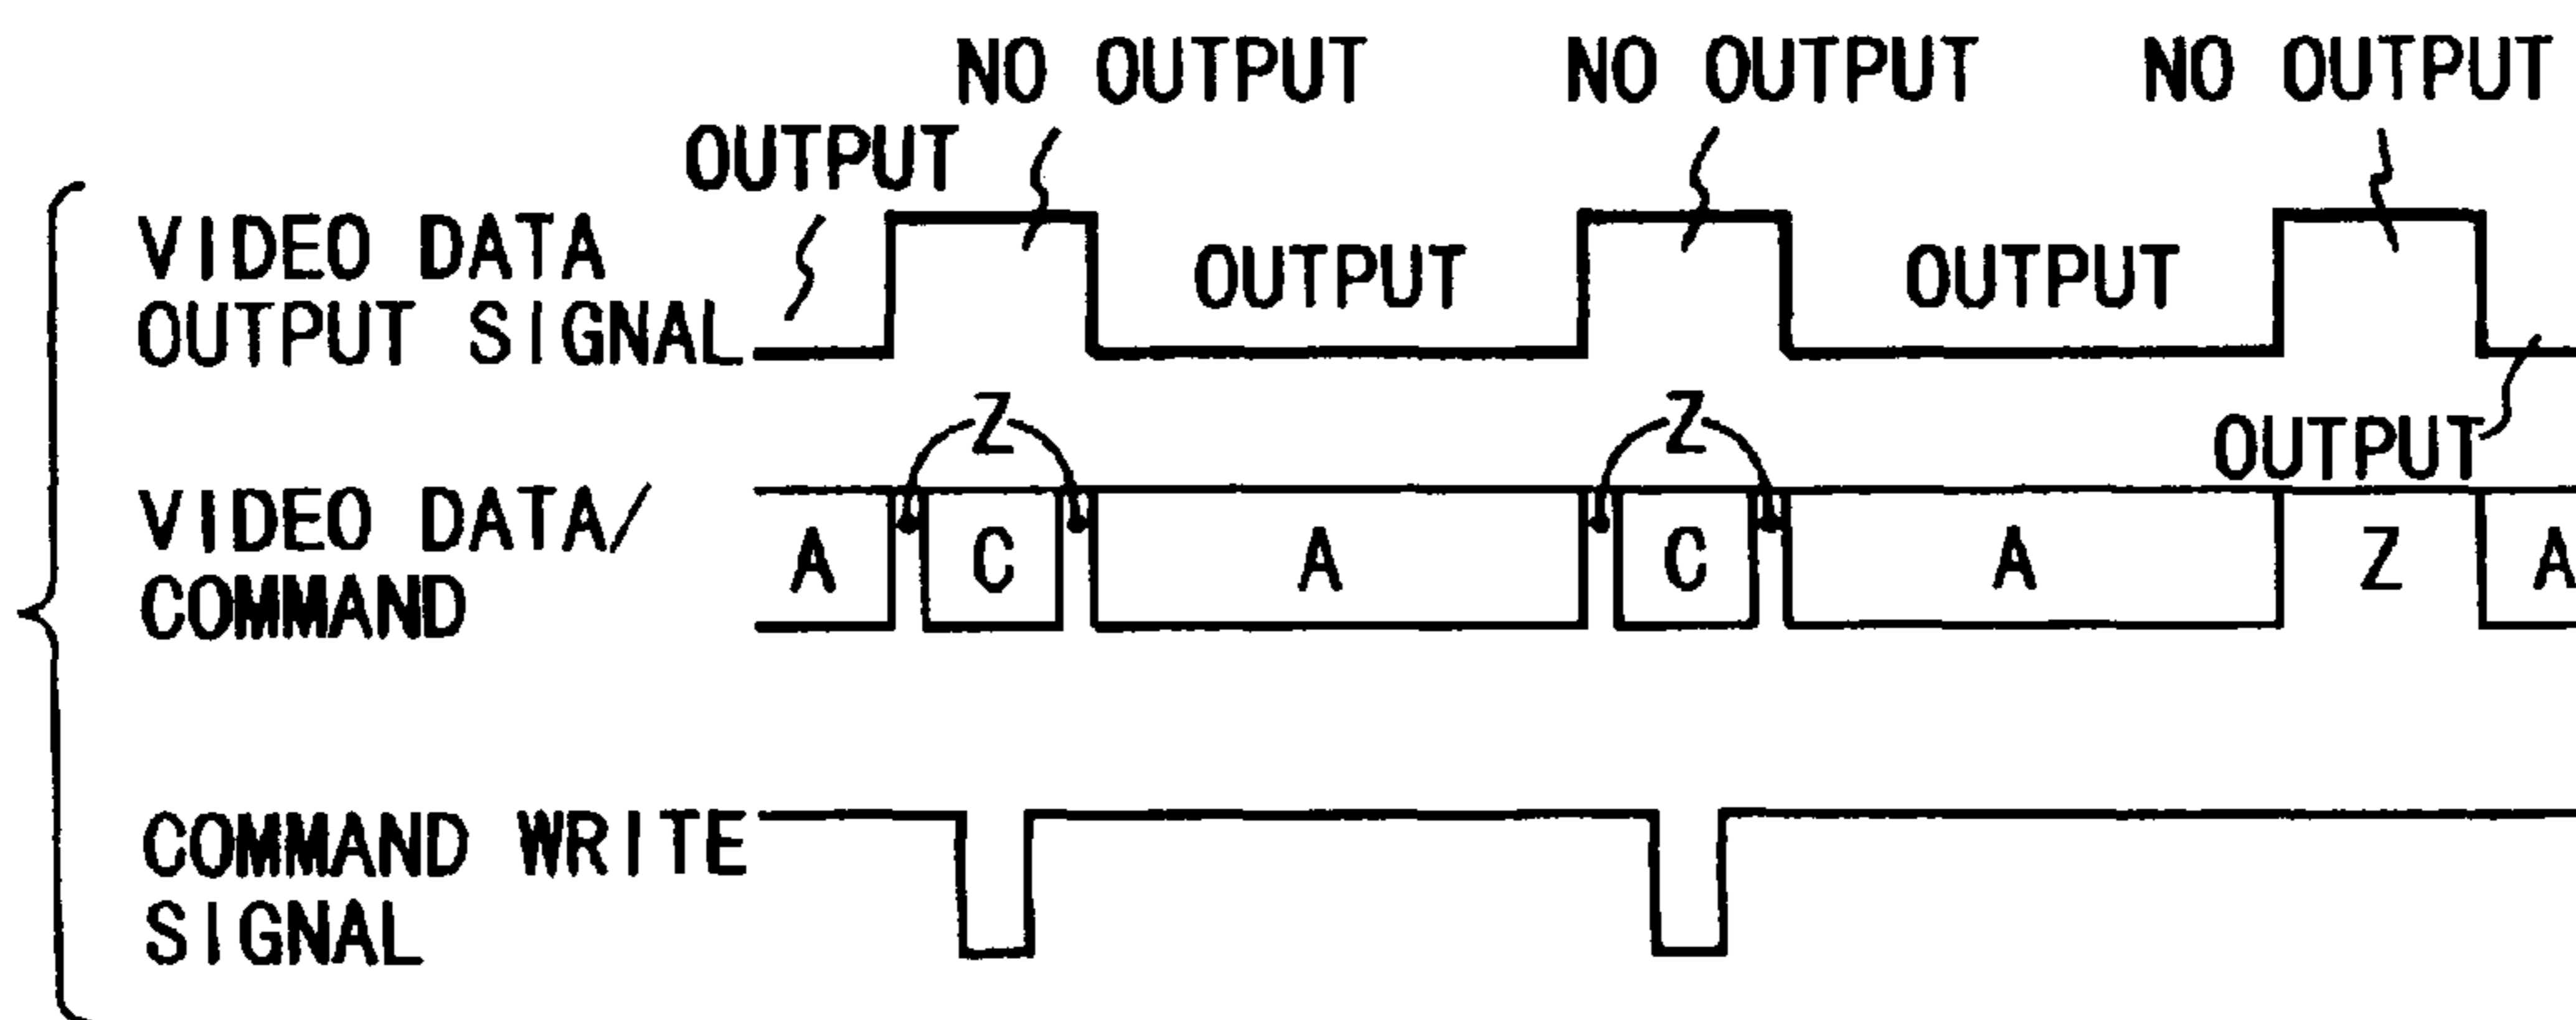 NO OUTPUT NO OUTPUT NO OUTPUT
OUTPUT
VIDEO DATA
OUTPUT SIGNAL
OUTPUT OUTPUT
OUTPUT
Z Z
VIDEO DATA/
COMMAND
A C A C A Z A
COMMAND WRITE
SIGNAL